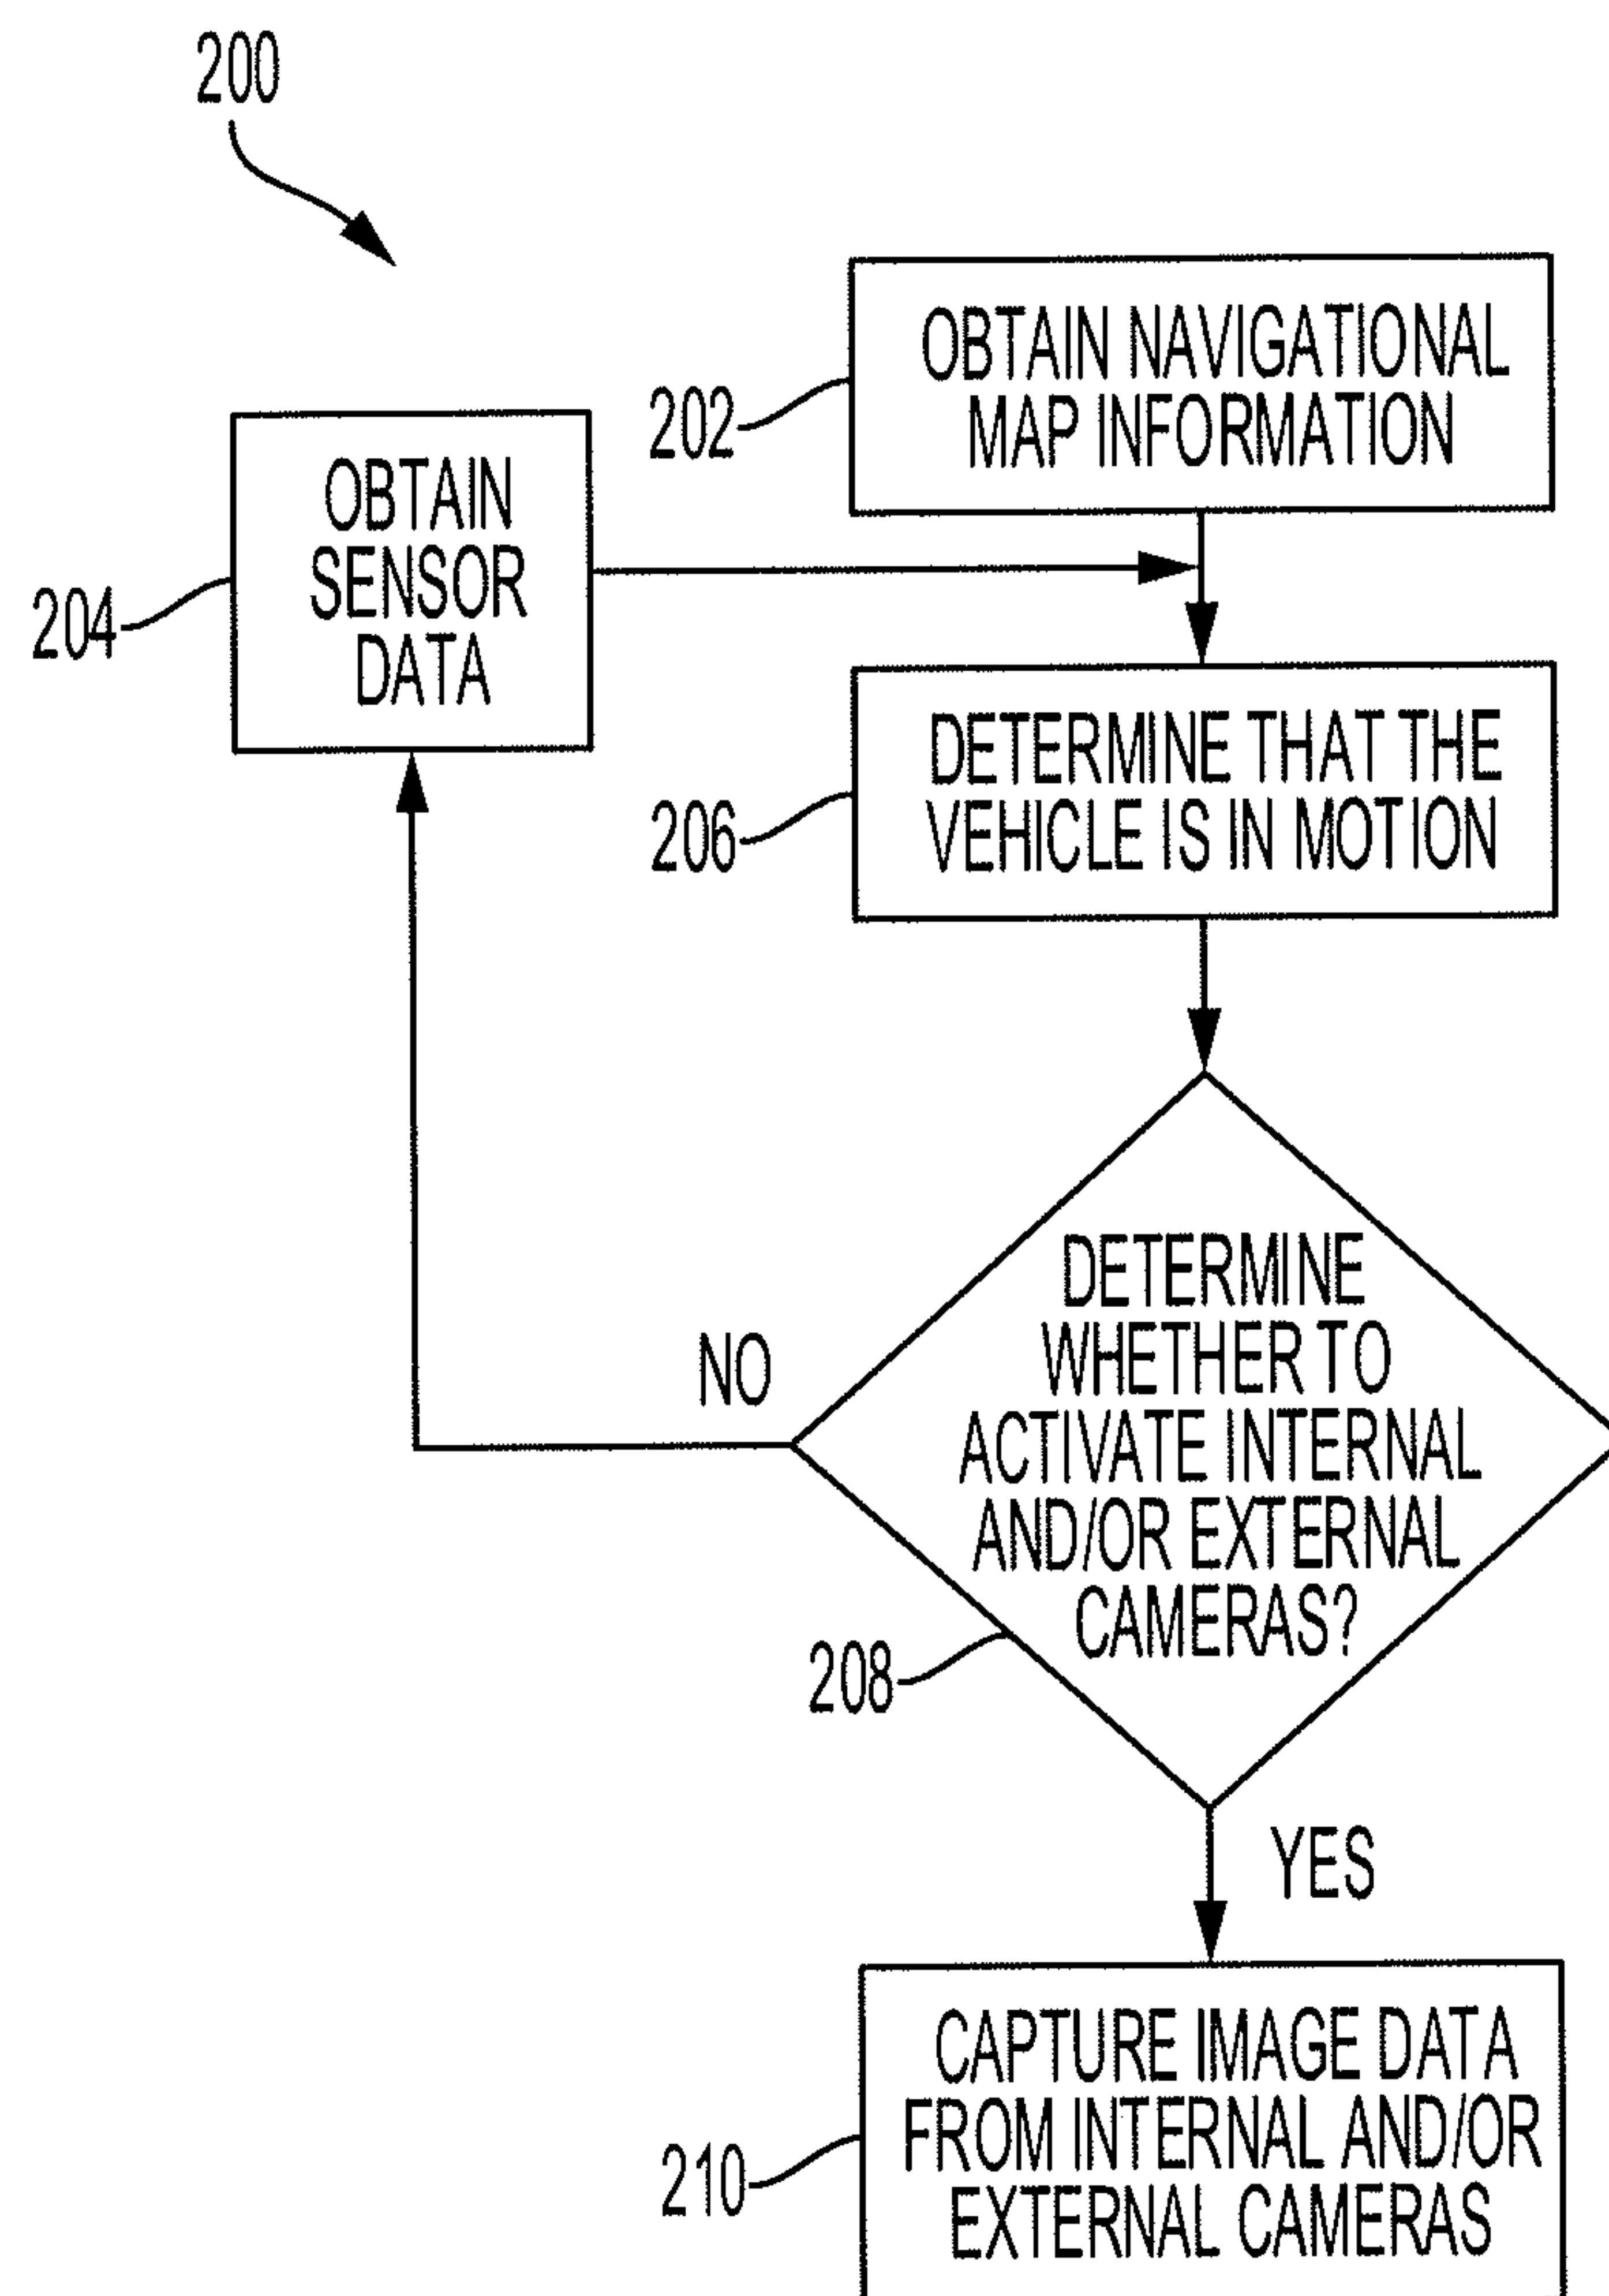 200
OBTAIN NAVIGATIONAL
MAP INFORMATION
202
OBTAIN
SENSOR
DATA
204
DETERMINE THAT THE
VEHICLE IS IN MOTION
206
DETERMINE
WHETHER TO
ACTIVATE INTERNAL
AND/OR EXTERNAL
CAMERAS?
NO
208
YES
CAPTURE IMAGE DATA
FROM INTERNAL AND/OR
EXTERNAL CAMERAS
210